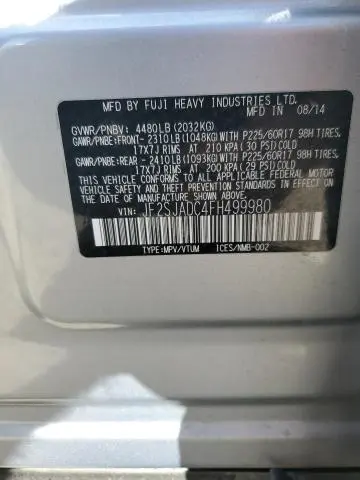 MFD BY FUJI HEAVY INDUSTRIES LTD. IN 08/14
GVWR/PNBV: 4480LB(2032KG)
GAWR/PNBE:FRONT-2310LB(1048KG)WITH P225/60R17 98H TIRES,
17X7J RIMS AT 210 KPA(30 PSI)COLD
GAWR/PNBE:REAR -2410LB(1093KG)WITH P225/60R17 98H TIRES,
17X7J RIMS AT 200 KPA(29 PSI)COLD
THIS VEHICLE CONFORMS TO ALL APPLICABLE FEDERAL MOTOR
VEHICLE SAFETY STANDARDS IN EFFECT ON THE
DATE OF MANUFACTURE SHOWN ABOVE.
VIN: JF2SJADC4FH499980
TYPE:MPV/VTUM ICES/NMB-002